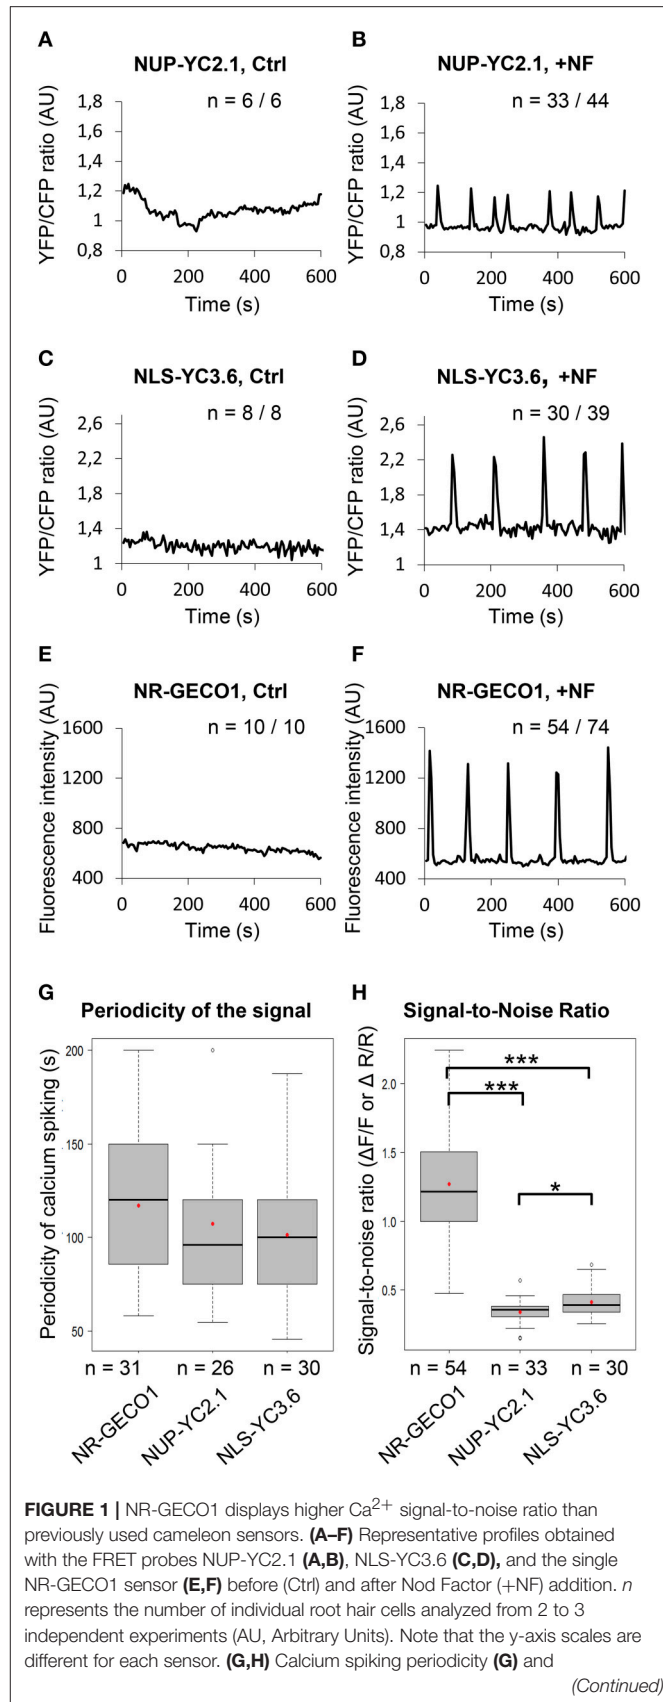 A
NUP-YC2.1, Ctrl
n = 6 / 6
YFP/CFP ratio (AU)
1,8
1,6
1,4
1,2
1
0,8
0 200 400 600
Time (s)
B
NUP-YC2.1, +NF
n = 33 / 44
YFP/CFP ratio (AU)
1,8
1,6
1,4
1,2
1
0,8
0 200 400 600
Time (s)
C
NLS-YC3.6, Ctrl
n = 8 / 8
YFP/CFP ratio (AU)
2,6
2,2
1,8
1,4
1
0 200 400 600
Time (s)
D
NLS-YC3.6, +NF
n = 30 / 39
YFP/CFP ratio (AU)
2,6
2,2
1,8
1,4
1
0 200 400 600
Time (s)
E
NR-GECO1, Ctrl
n = 10 / 10
Fluorescence intensity (AU)
1600
1200
800
400
0 200 400 600
Time (s)
F
NR-GECO1, +NF
n = 54 / 74
Fluorescence intensity (AU)
1600
1200
800
400
0 200 400 600
Time (s)
G
Periodicity of the signal
Periodicity of calcium spiking (s)
200
150
100
50
n = 31 n = 26 n = 30
NR-GECO1
NUP-YC2.1
NLS-YC3.6
H
Signal-to-Noise Ratio
Signal-to-noise ratio (ΔF/F or Δ R/R)
2.0
1.5
1.0
0.5
***
***
*
n = 54 n = 33 n = 30
NR-GECO1
NUP-YC2.1
NLS-YC3.6
FIGURE 1 | NR-GECO1 displays higher Ca2+ signal-to-noise ratio than
previously used cameleon sensors. (A–F) Representative profiles obtained
with the FRET probes NUP-YC2.1 (A,B), NLS-YC3.6 (C,D), and the single
NR-GECO1 sensor (E,F) before (Ctrl) and after Nod Factor (+NF) addition. n
represents the number of individual root hair cells analyzed from 2 to 3
independent experiments (AU, Arbitrary Units). Note that the y-axis scales are
different for each sensor. (G,H) Calcium spiking periodicity (G) and
(Continued)